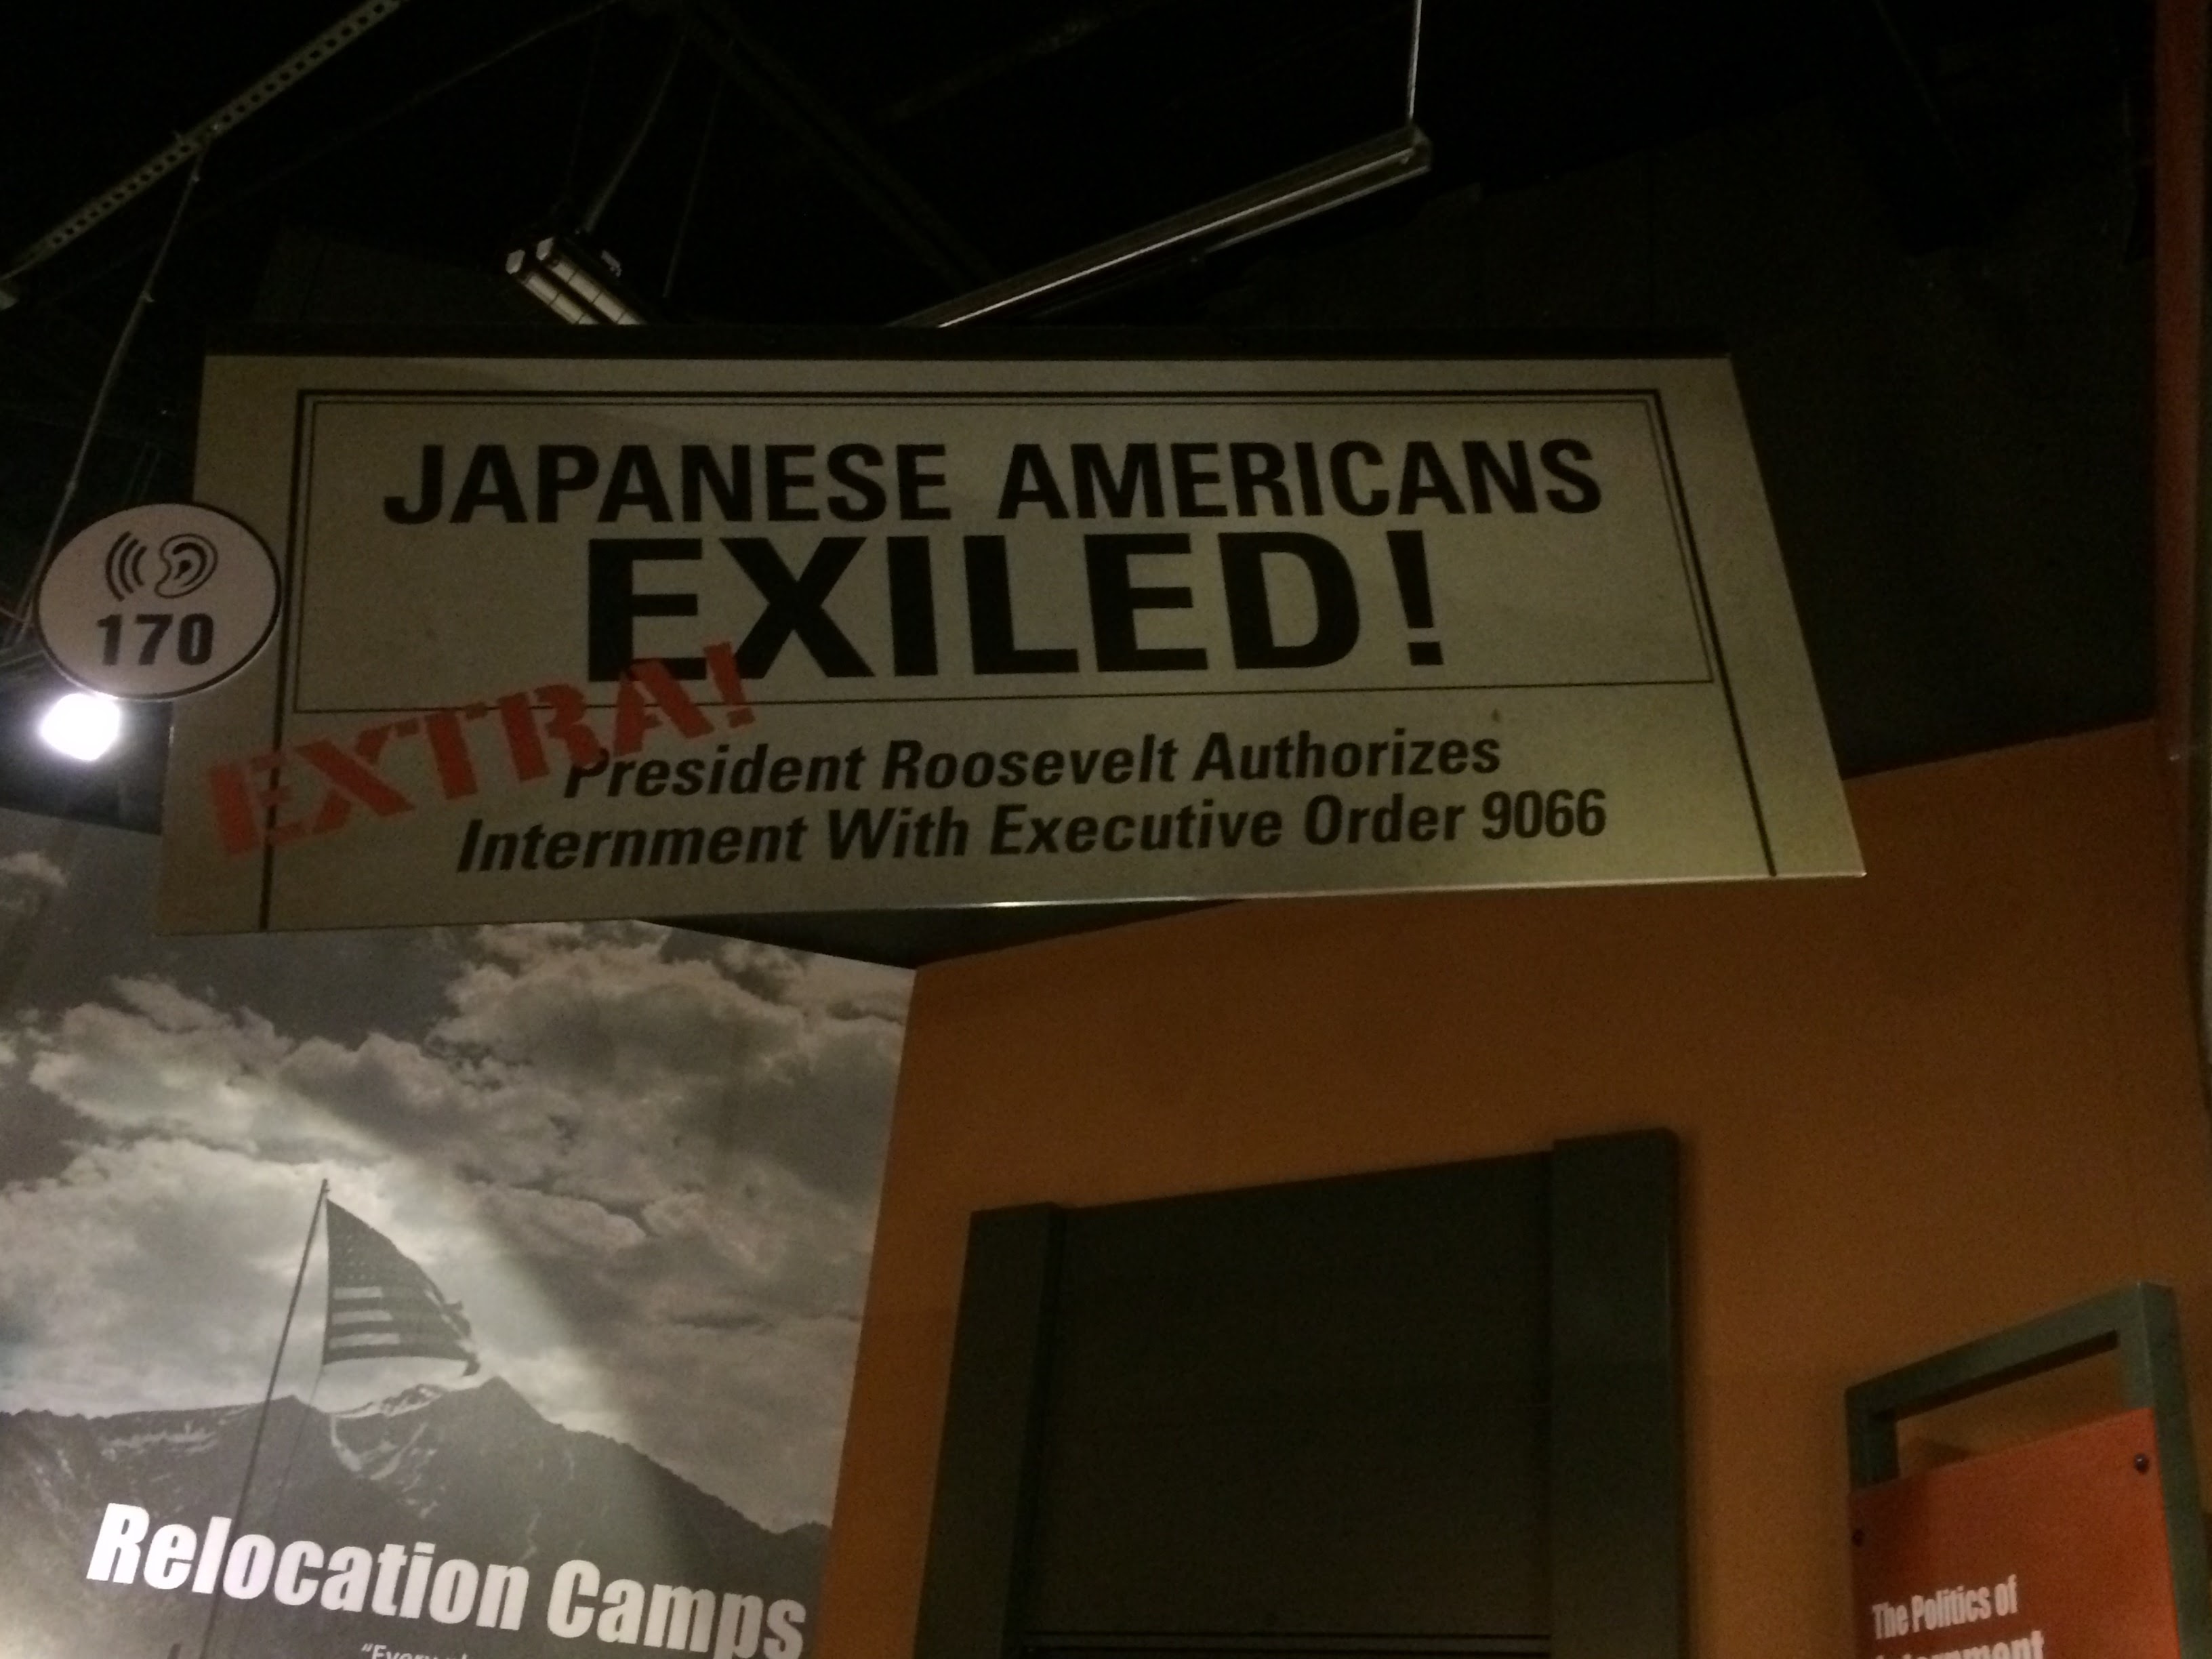 JAPANESE AMERICANS
EXILED!
170
EXTRA!
President Roosevelt Authorizes
Internment With Executive Order 9066
Relocation Camps
The Politics of